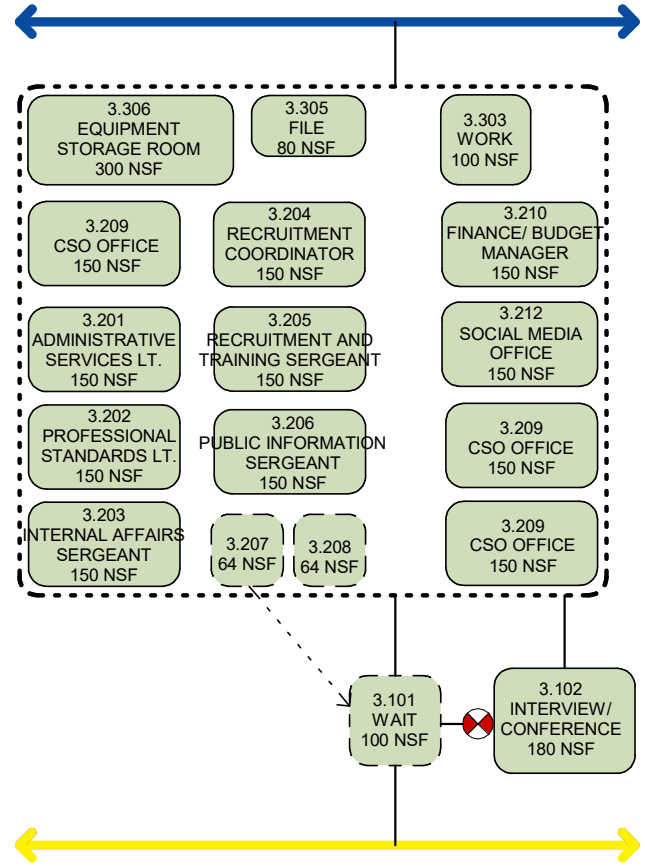 3.306
EQUIPMENT
STORAGE ROOM
300 NSF
3.305
FILE
80 NSF
3.303
WORK
100 NSF
3.209
CSO OFFICE
150 NSF
3.204
RECRUITMENT
COORDINATOR
150 NSF
3.210
FINANCE/ BUDGET
MANAGER
150 NSF
3.201
ADMINISTRATIVE
SERVICES LT.
150 NSF
3.205
RECRUITMENT AND
TRAINING SERGEANT
150 NSF
3.212
SOCIAL MEDIA
OFFICE
150 NSF
3.202
PROFESSIONAL
STANDARDS LT.
150 NSF
3.206
PUBLIC INFORMATION
SERGEANT
150 NSF
3.209
CSO OFFICE
150 NSF
3.203
INTERNAL AFFAIRS
SERGEANT
150 NSF
3.207
64 NSF
3.208
64 NSF
3.209
CSO OFFICE
150 NSF
3.101
WAIT
100 NSF
3.102
INTERVIEW/
CONFERENCE
180 NSF